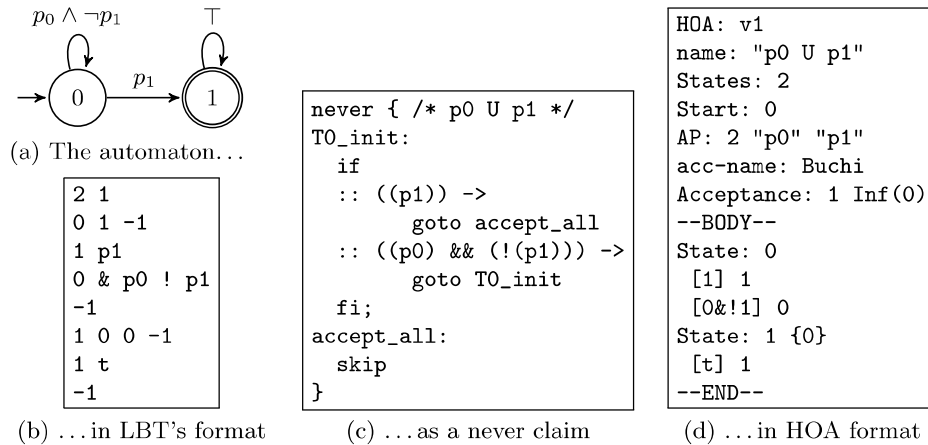 p₀ ∧ ¬p₁
⊤
0
p₁
1
(a) The automaton...
2 1
0 1 -1
1 p1
0 & p0 ! p1
-1
1 0 0 -1
1 t
-1
(b) ...in LBT's format
never { /* p0 U p1 */
T0_init:
  if
  :: ((p1)) ->
        goto accept_all
  :: ((p0) && (!(p1))) ->
        goto T0_init
  fi;
accept_all:
  skip
}
(c) ...as a never claim
HOA: v1
name: "p0 U p1"
States: 2
Start: 0
AP: 2 "p0" "p1"
acc-name: Buchi
Acceptance: 1 Inf(0)
--BODY--
State: 0
 [1] 1
 [0&!1] 0
State: 1 {0}
 [t] 1
--END--
(d) ...in HOA format